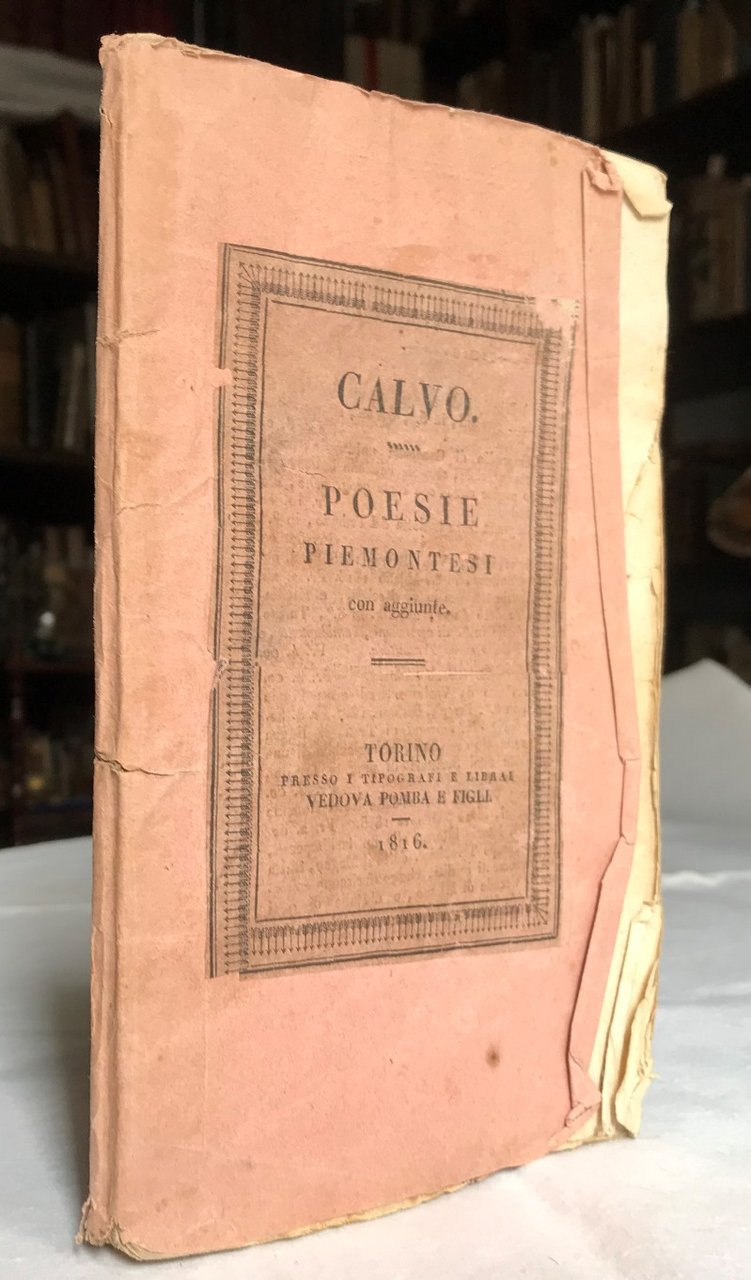 CALVO.
POESIE
PIEMONTESI
con aggiunte.
TORINO
PRESSO I TIPOGRAFI E LIBRAI
VEDOVA POMBA E FIGLI.
1816.